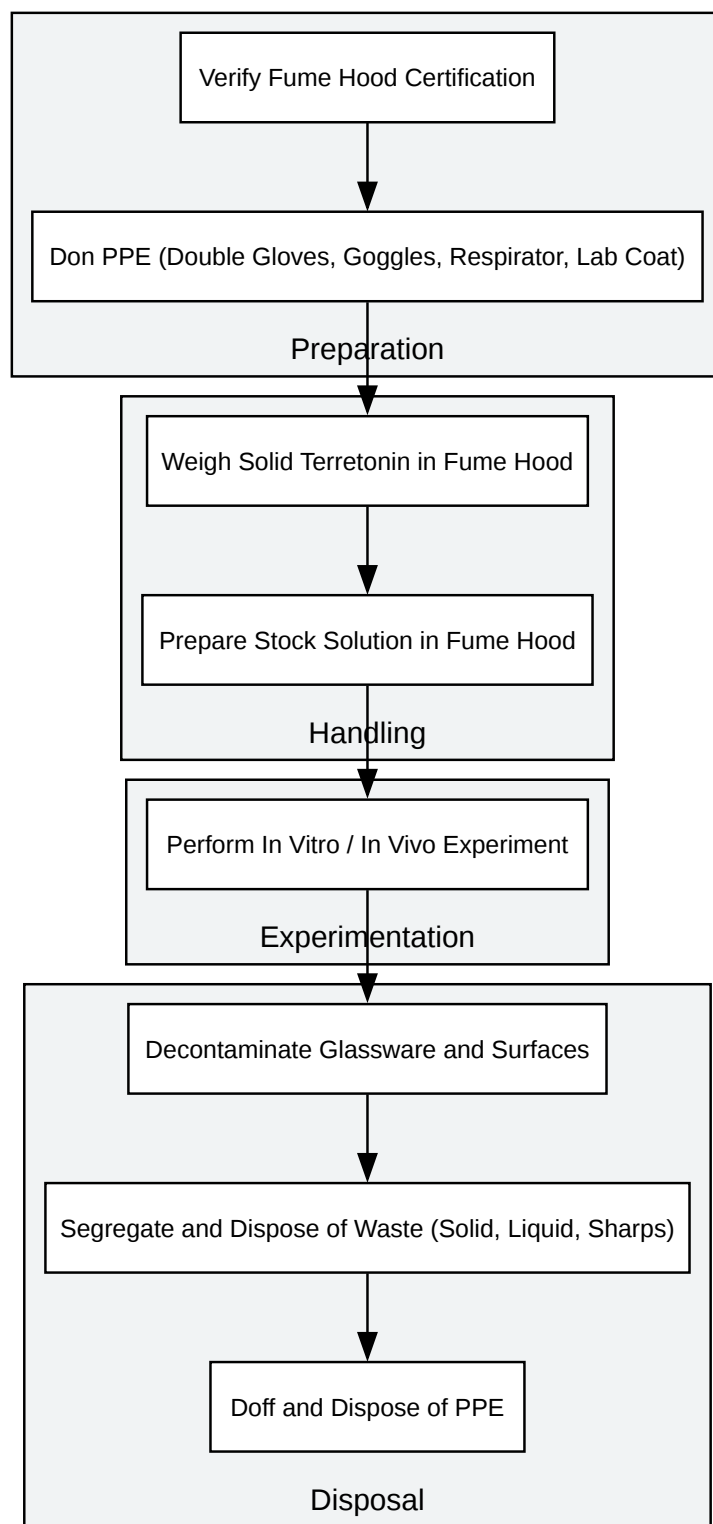 Verify Fume Hood Certification
Don PPE (Double Gloves, Goggles, Respirator, Lab Coat)
Preparation
Weigh Solid Terretonin in Fume Hood
Prepare Stock Solution in Fume Hood
Handling
Perform In Vitro / In Vivo Experiment
Experimentation
Decontaminate Glassware and Surfaces
Segregate and Dispose of Waste (Solid, Liquid, Sharps)
Doff and Dispose of PPE
Disposal